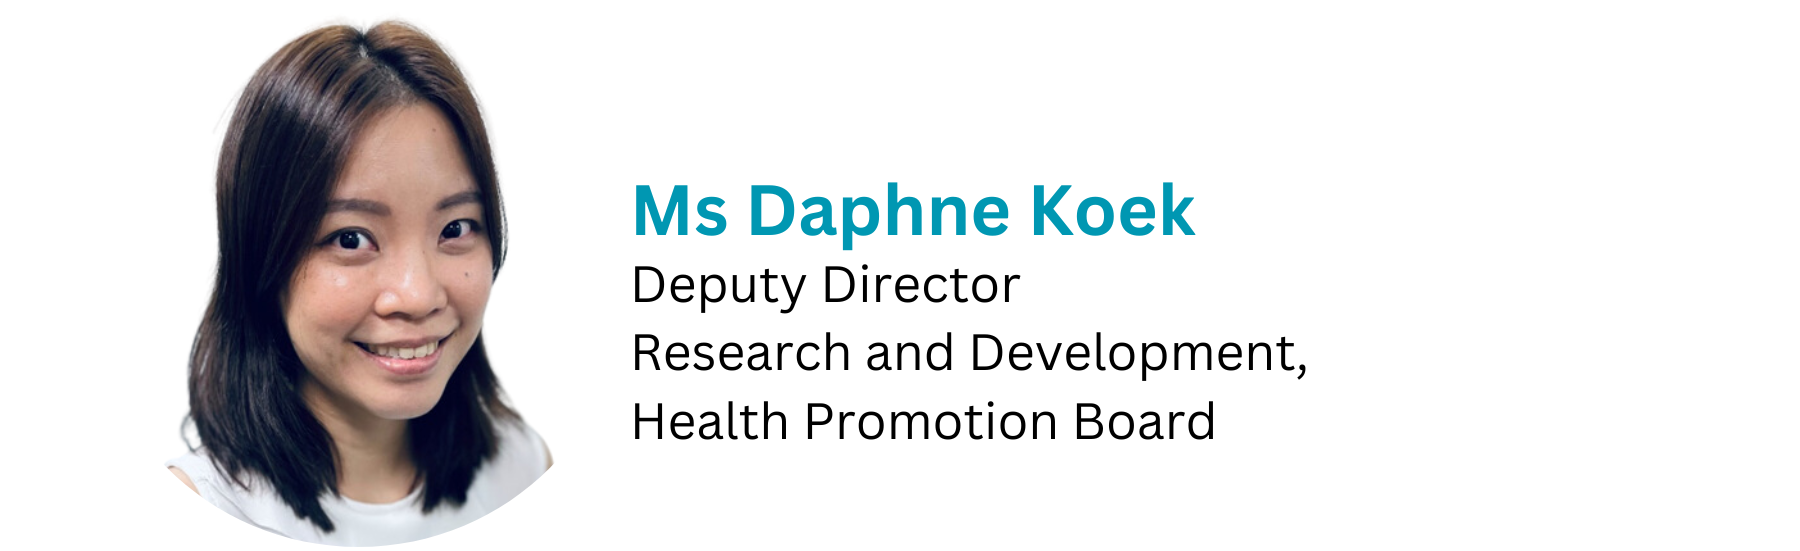 Ms Daphne Koek
Deputy Director
Research and Development,
Health Promotion Board